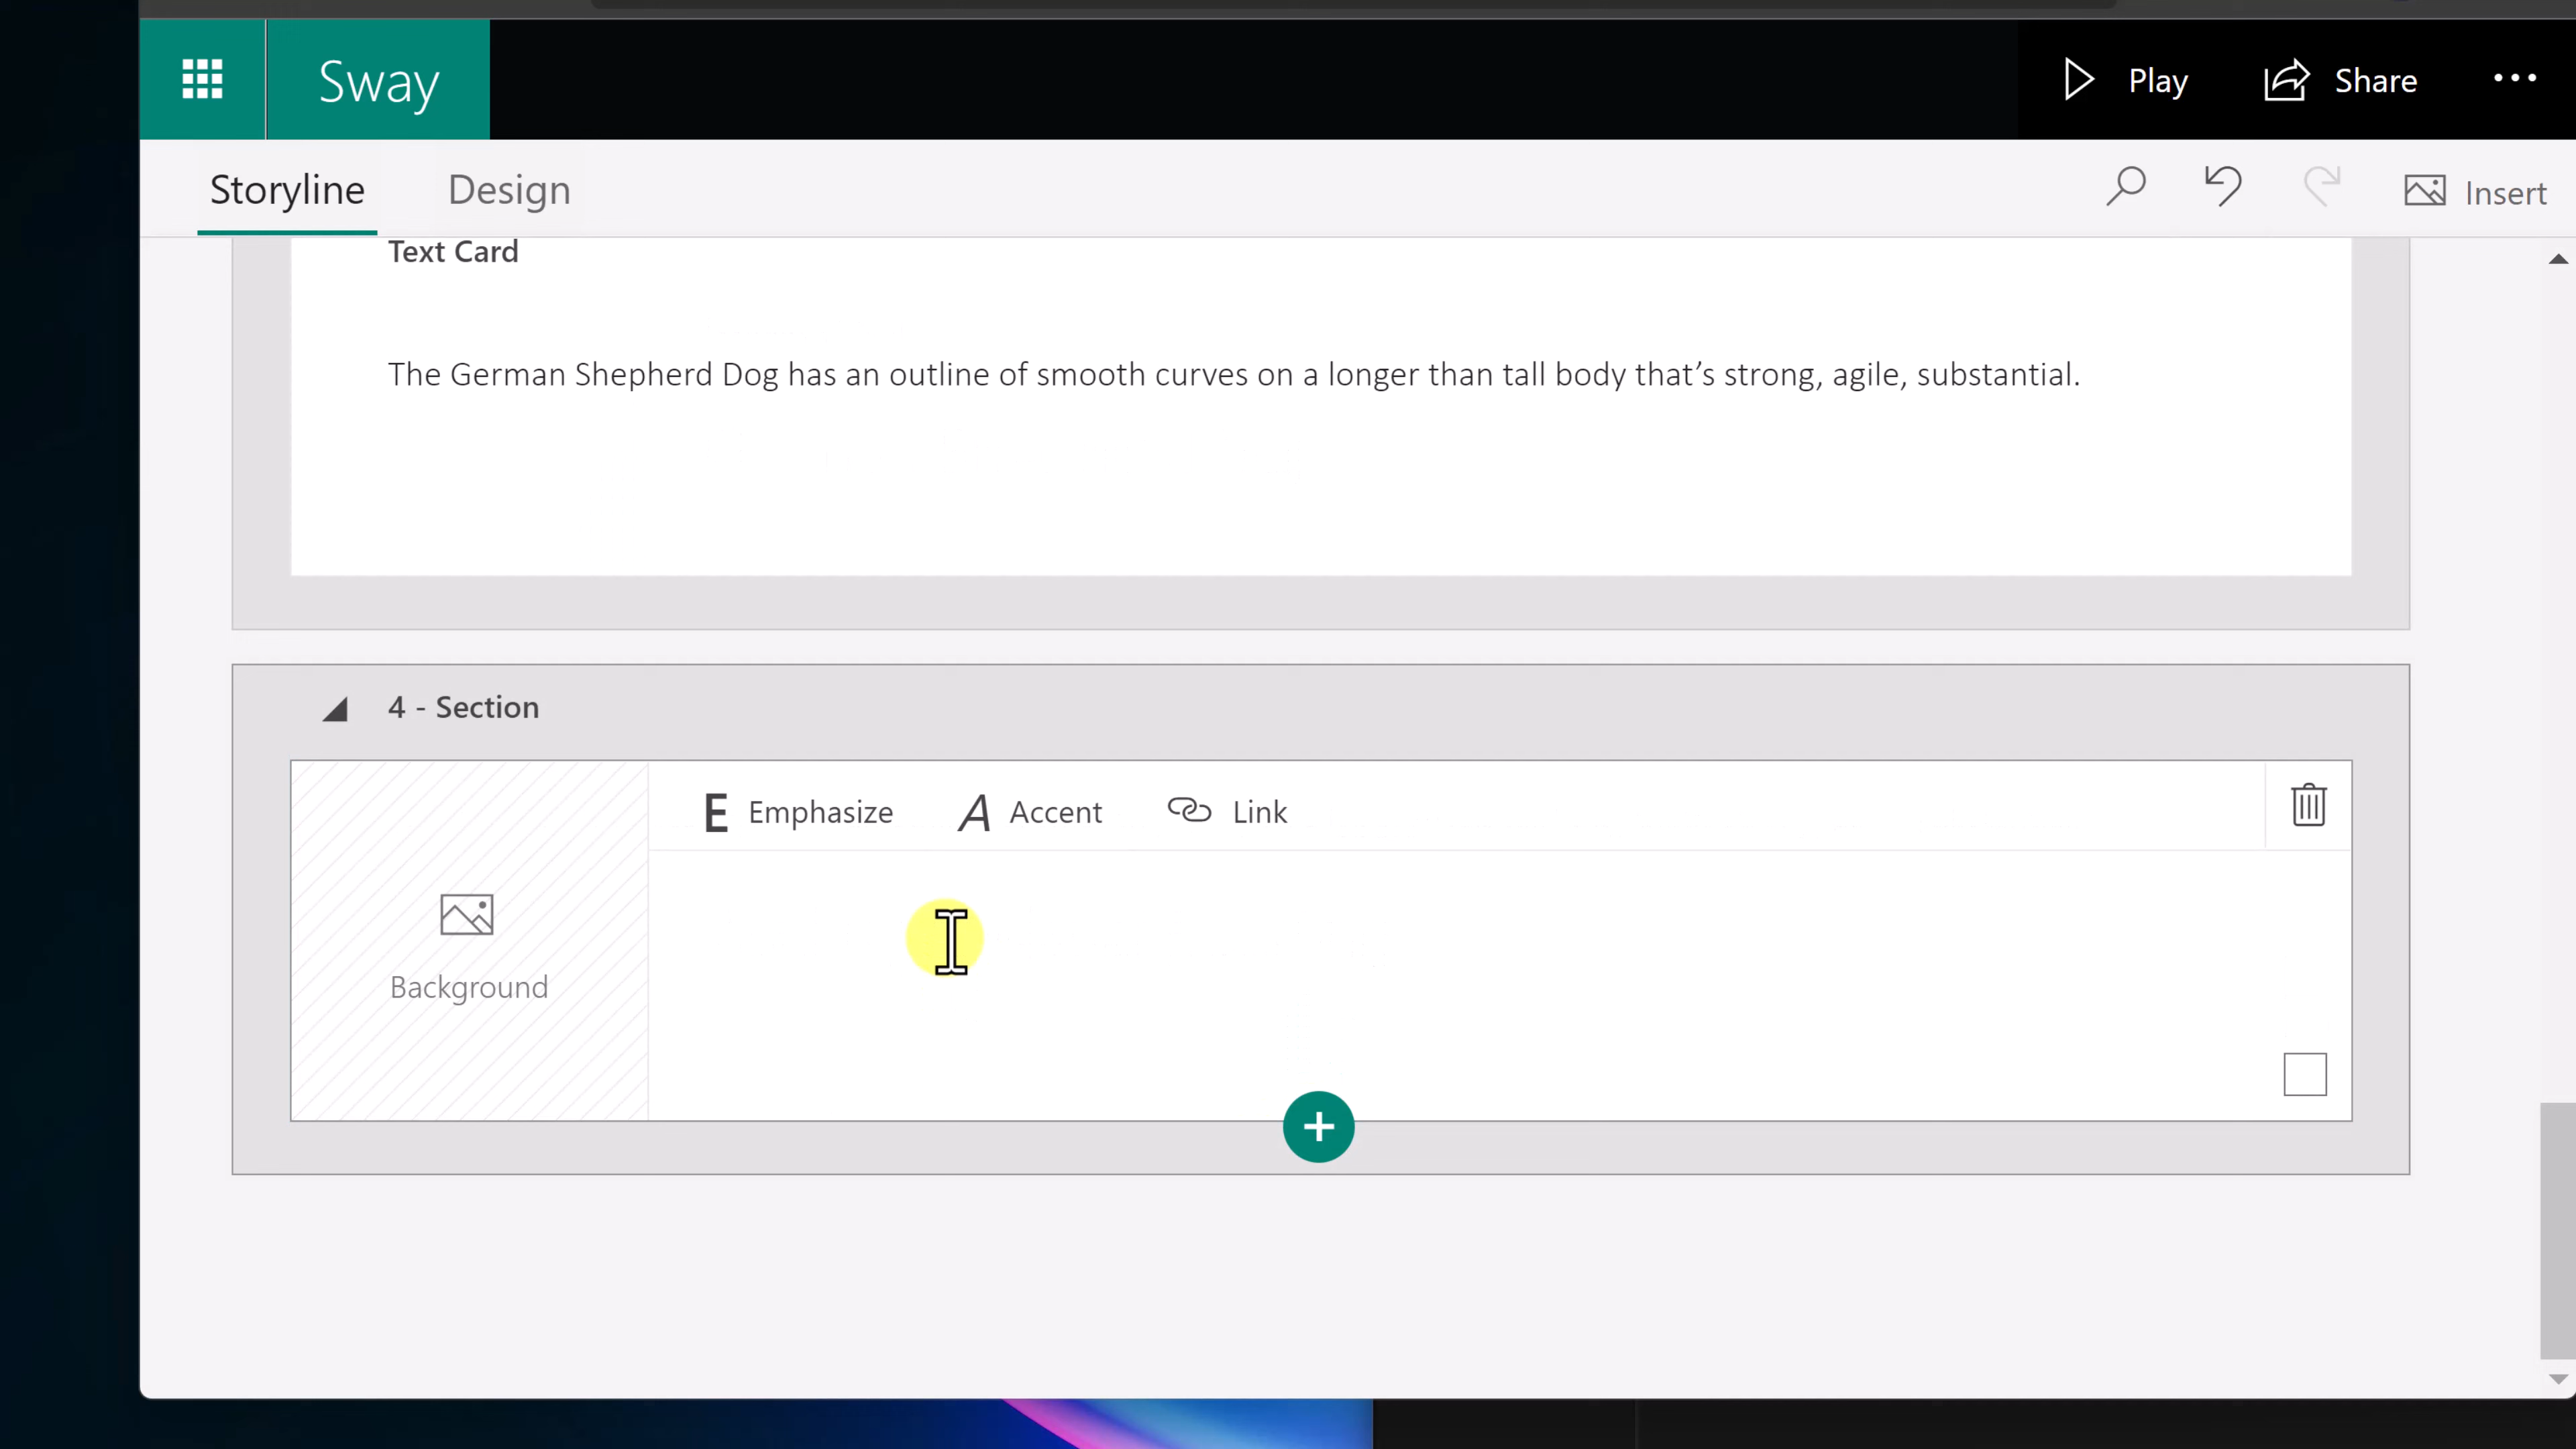 Sway
Play
Share
Storyline
Design
Insert
Text Card
The German Shepherd Dog has an outline of smooth curves on a longer than tall body that’s strong, agile, substantial.
4 - Section
E Emphasize
A Accent
Link
Background